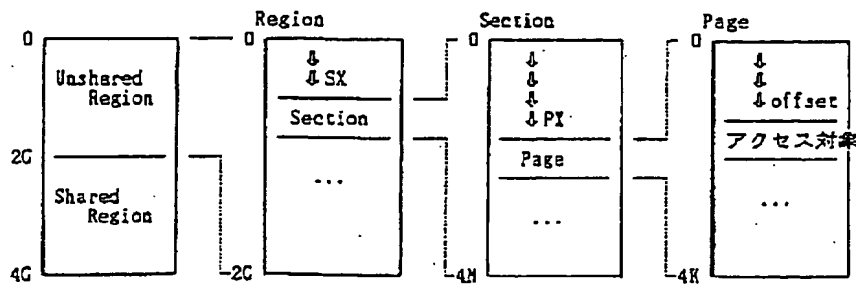 Region
Section
Page
0
0
0
0
Unshared
Region
⇩
⇩ SX
Section
...
⇩
⇩
⇩
⇩ PX
Page
...
⇩
⇩
⇩ offset
アクセス対象
...
2G
Shared
Region
4G
2G
4M
4K